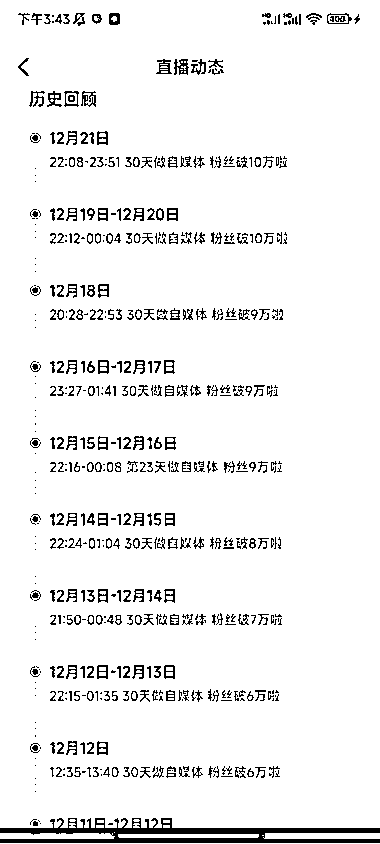 下午3:43
直播动态
历史回顾
12月21日
22:08-23:51 30天做自媒体 粉丝破10万啦
12月19日-12月20日
22:12-00:04 30天做自媒体 粉丝破10万啦
12月18日
20:28-22:53 30天做自媒体 粉丝破9万啦
12月16日-12月17日
23:27-01:41 30天做自媒体 粉丝破9万啦
12月15日-12月16日
22:16-00:08 第23天做自媒体 粉丝9万啦
12月14日-12月15日
22:24-01:04 30天做自媒体 粉丝破8万啦
12月13日-12月14日
21:50-00:48 30天做自媒体 粉丝破7万啦
12月12日-12月13日
22:15-01:35 30天做自媒体 粉丝破6万啦
12月12日
12:35-13:40 30天做自媒体 粉丝破6万啦
12月11日-12月12日